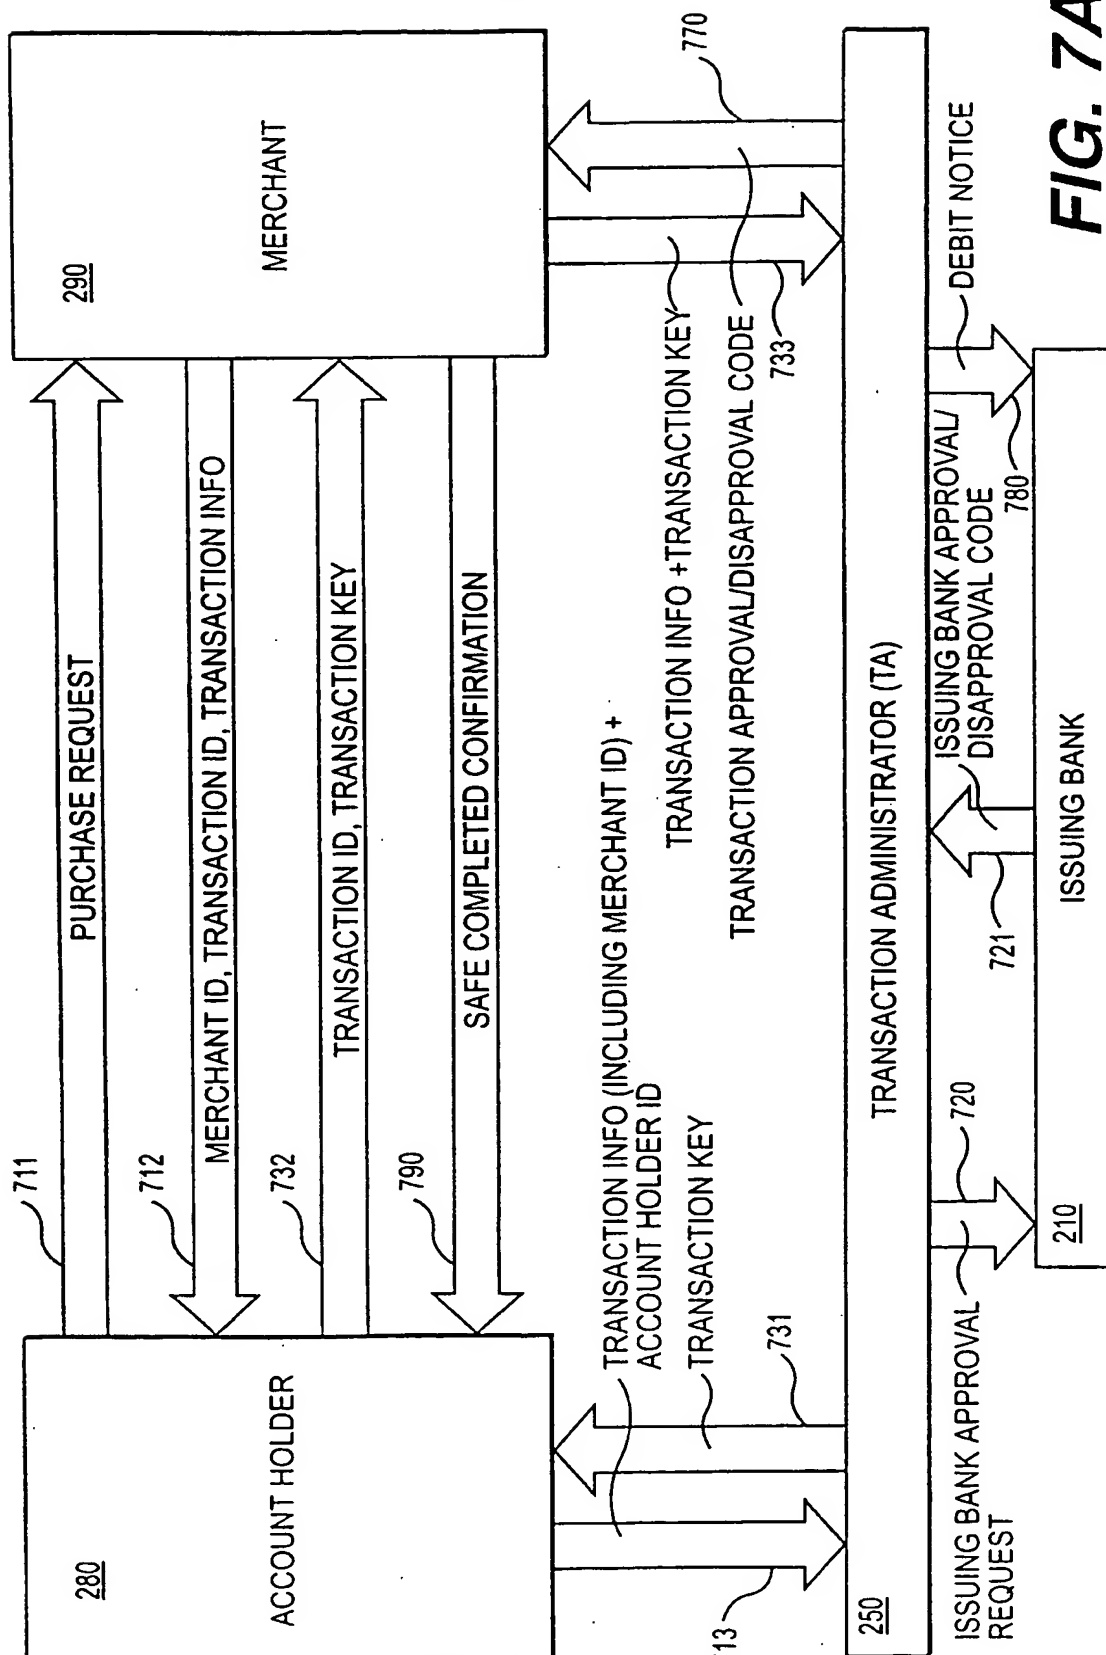 280
ACCOUNT HOLDER
290
MERCHANT
711
PURCHASE REQUEST
712
MERCHANT ID, TRANSACTION ID, TRANSACTION INFO
732
TRANSACTION ID, TRANSACTION KEY
790
SAFE COMPLETED CONFIRMATION
13
TRANSACTION INFO (INCLUDING MERCHANT ID) +
ACCOUNT HOLDER ID
TRANSACTION KEY
731
TRANSACTION INFO +TRANSACTION KEY
TRANSACTION APPROVAL/DISAPPROVAL CODE
733
770
250
TRANSACTION ADMINISTRATOR (TA)
ISSUING BANK APPROVAL
REQUEST
720
721
ISSUING BANK APPROVAL/
DISAPPROVAL CODE
780
DEBIT NOTICE
210
ISSUING BANK
FIG. 7A